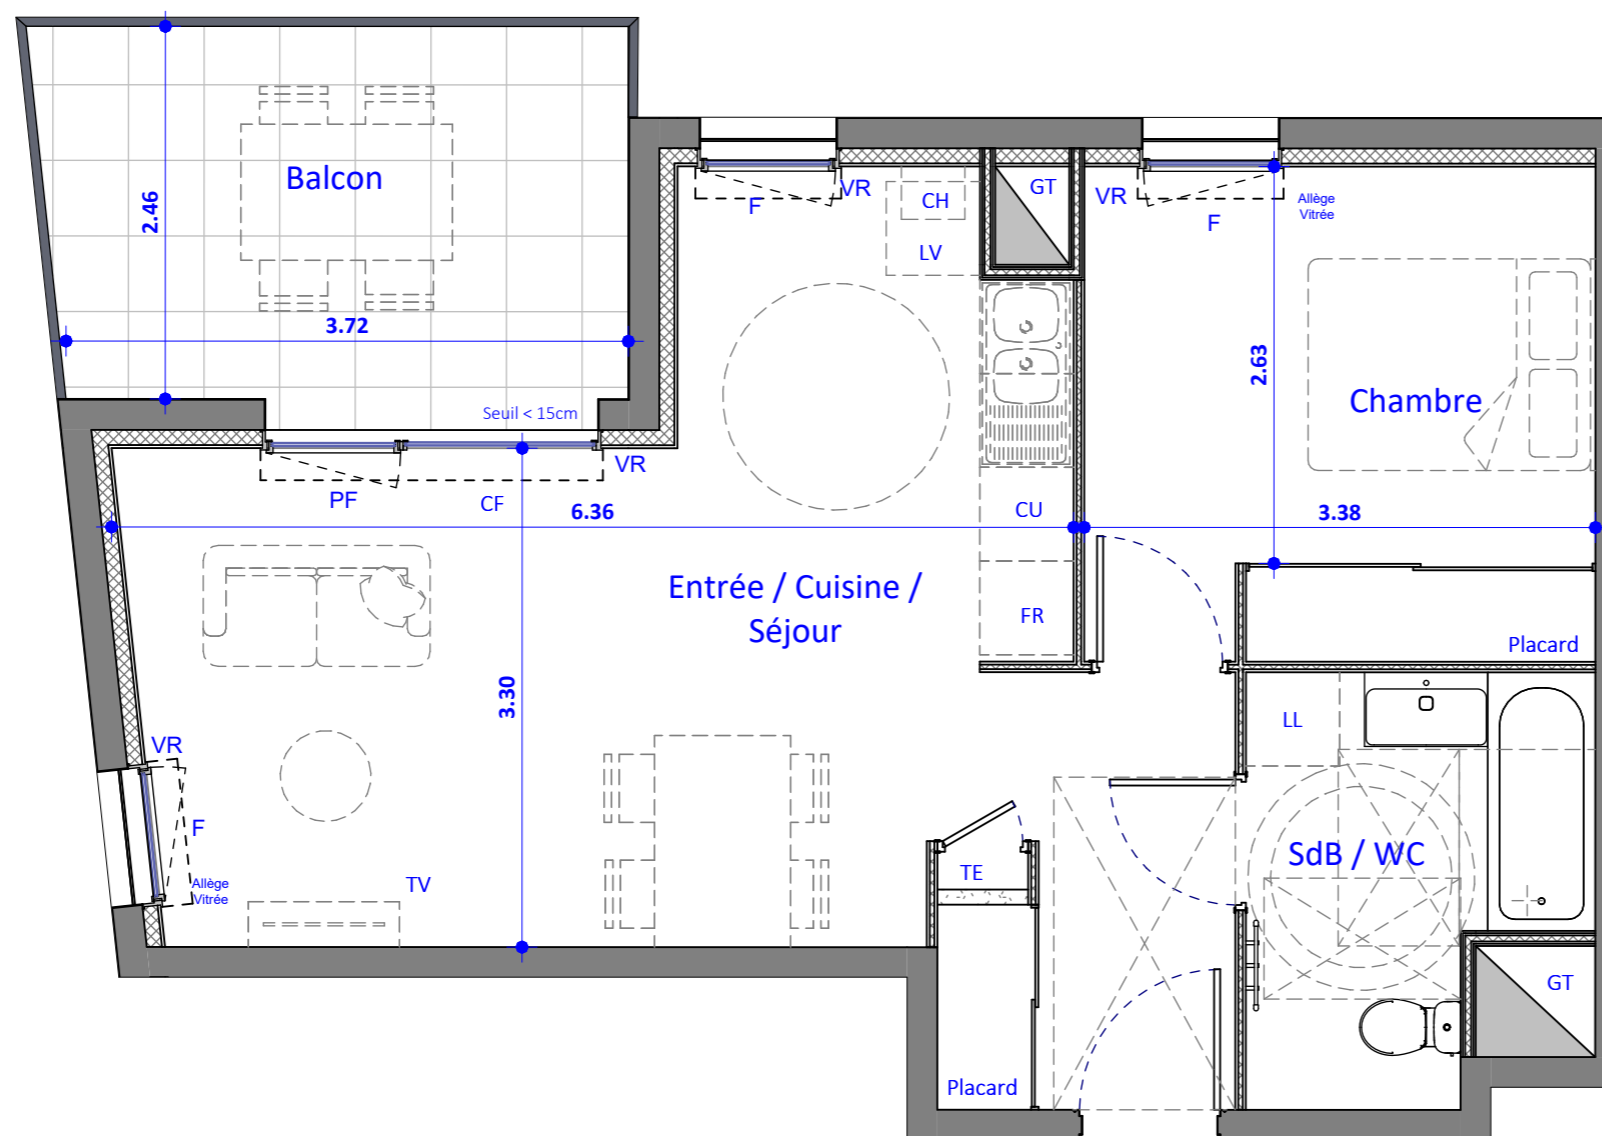 Balcon
2.46
3.72
Seuil < 15cm
VR
F
CH
LV
GT
VR
F
Allège
Vitrée
2.63
Chambre
PF
CF
VR
6.36
CU
3.38
Entrée / Cuisine /
Séjour
FR
Placard
3.30
LL
VR
F
Allège
Vitrée
TV
TE
SdB / WC
GT
Placard